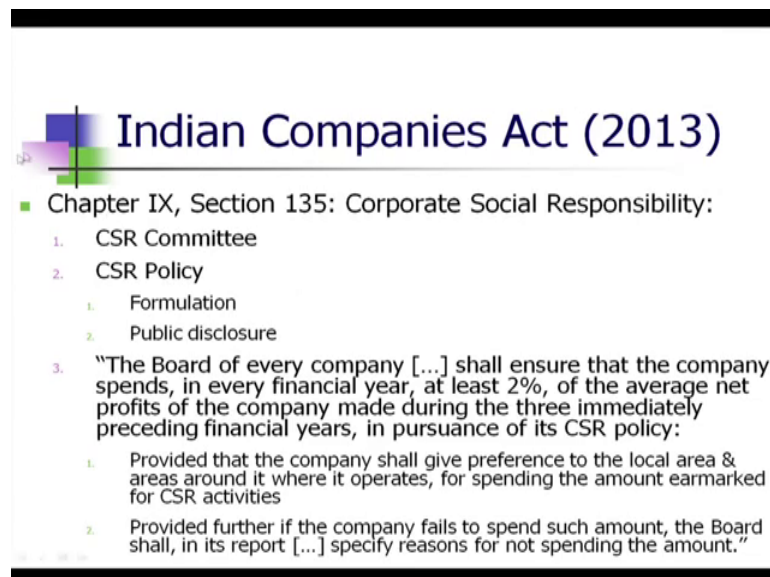 Indian Companies Act (2013)
Chapter IX, Section 135: Corporate Social Responsibility:
1. CSR Committee
2. CSR Policy
1. Formulation
2. Public disclosure
3. “The Board of every company [...] shall ensure that the company
spends, in every financial year, at least 2%, of the average net
profits of the company made during the three immediately
preceding financial years, in pursuance of its CSR policy:
1. Provided that the company shall give preference to the local area &
areas around it where it operates, for spending the amount earmarked
for CSR activities
2. Provided further if the company fails to spend such amount, the Board
shall, in its report [...] specify reasons for not spending the amount.”